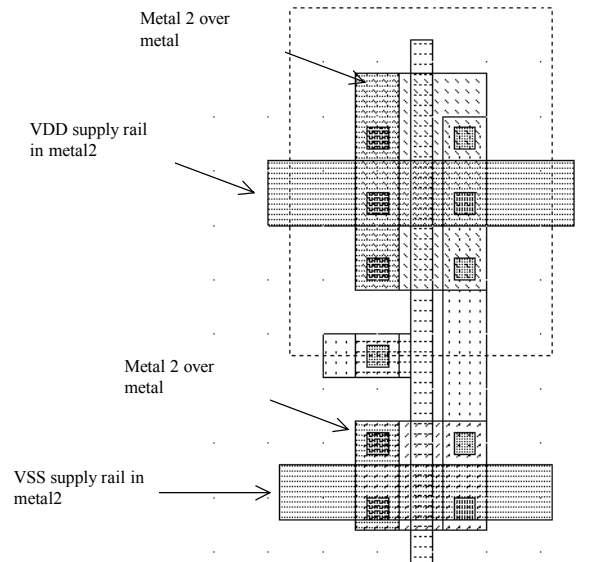 Metal 2 over
metal
VDD supply rail
in metal2
Metal 2 over
metal
VSS supply rail in
metal2